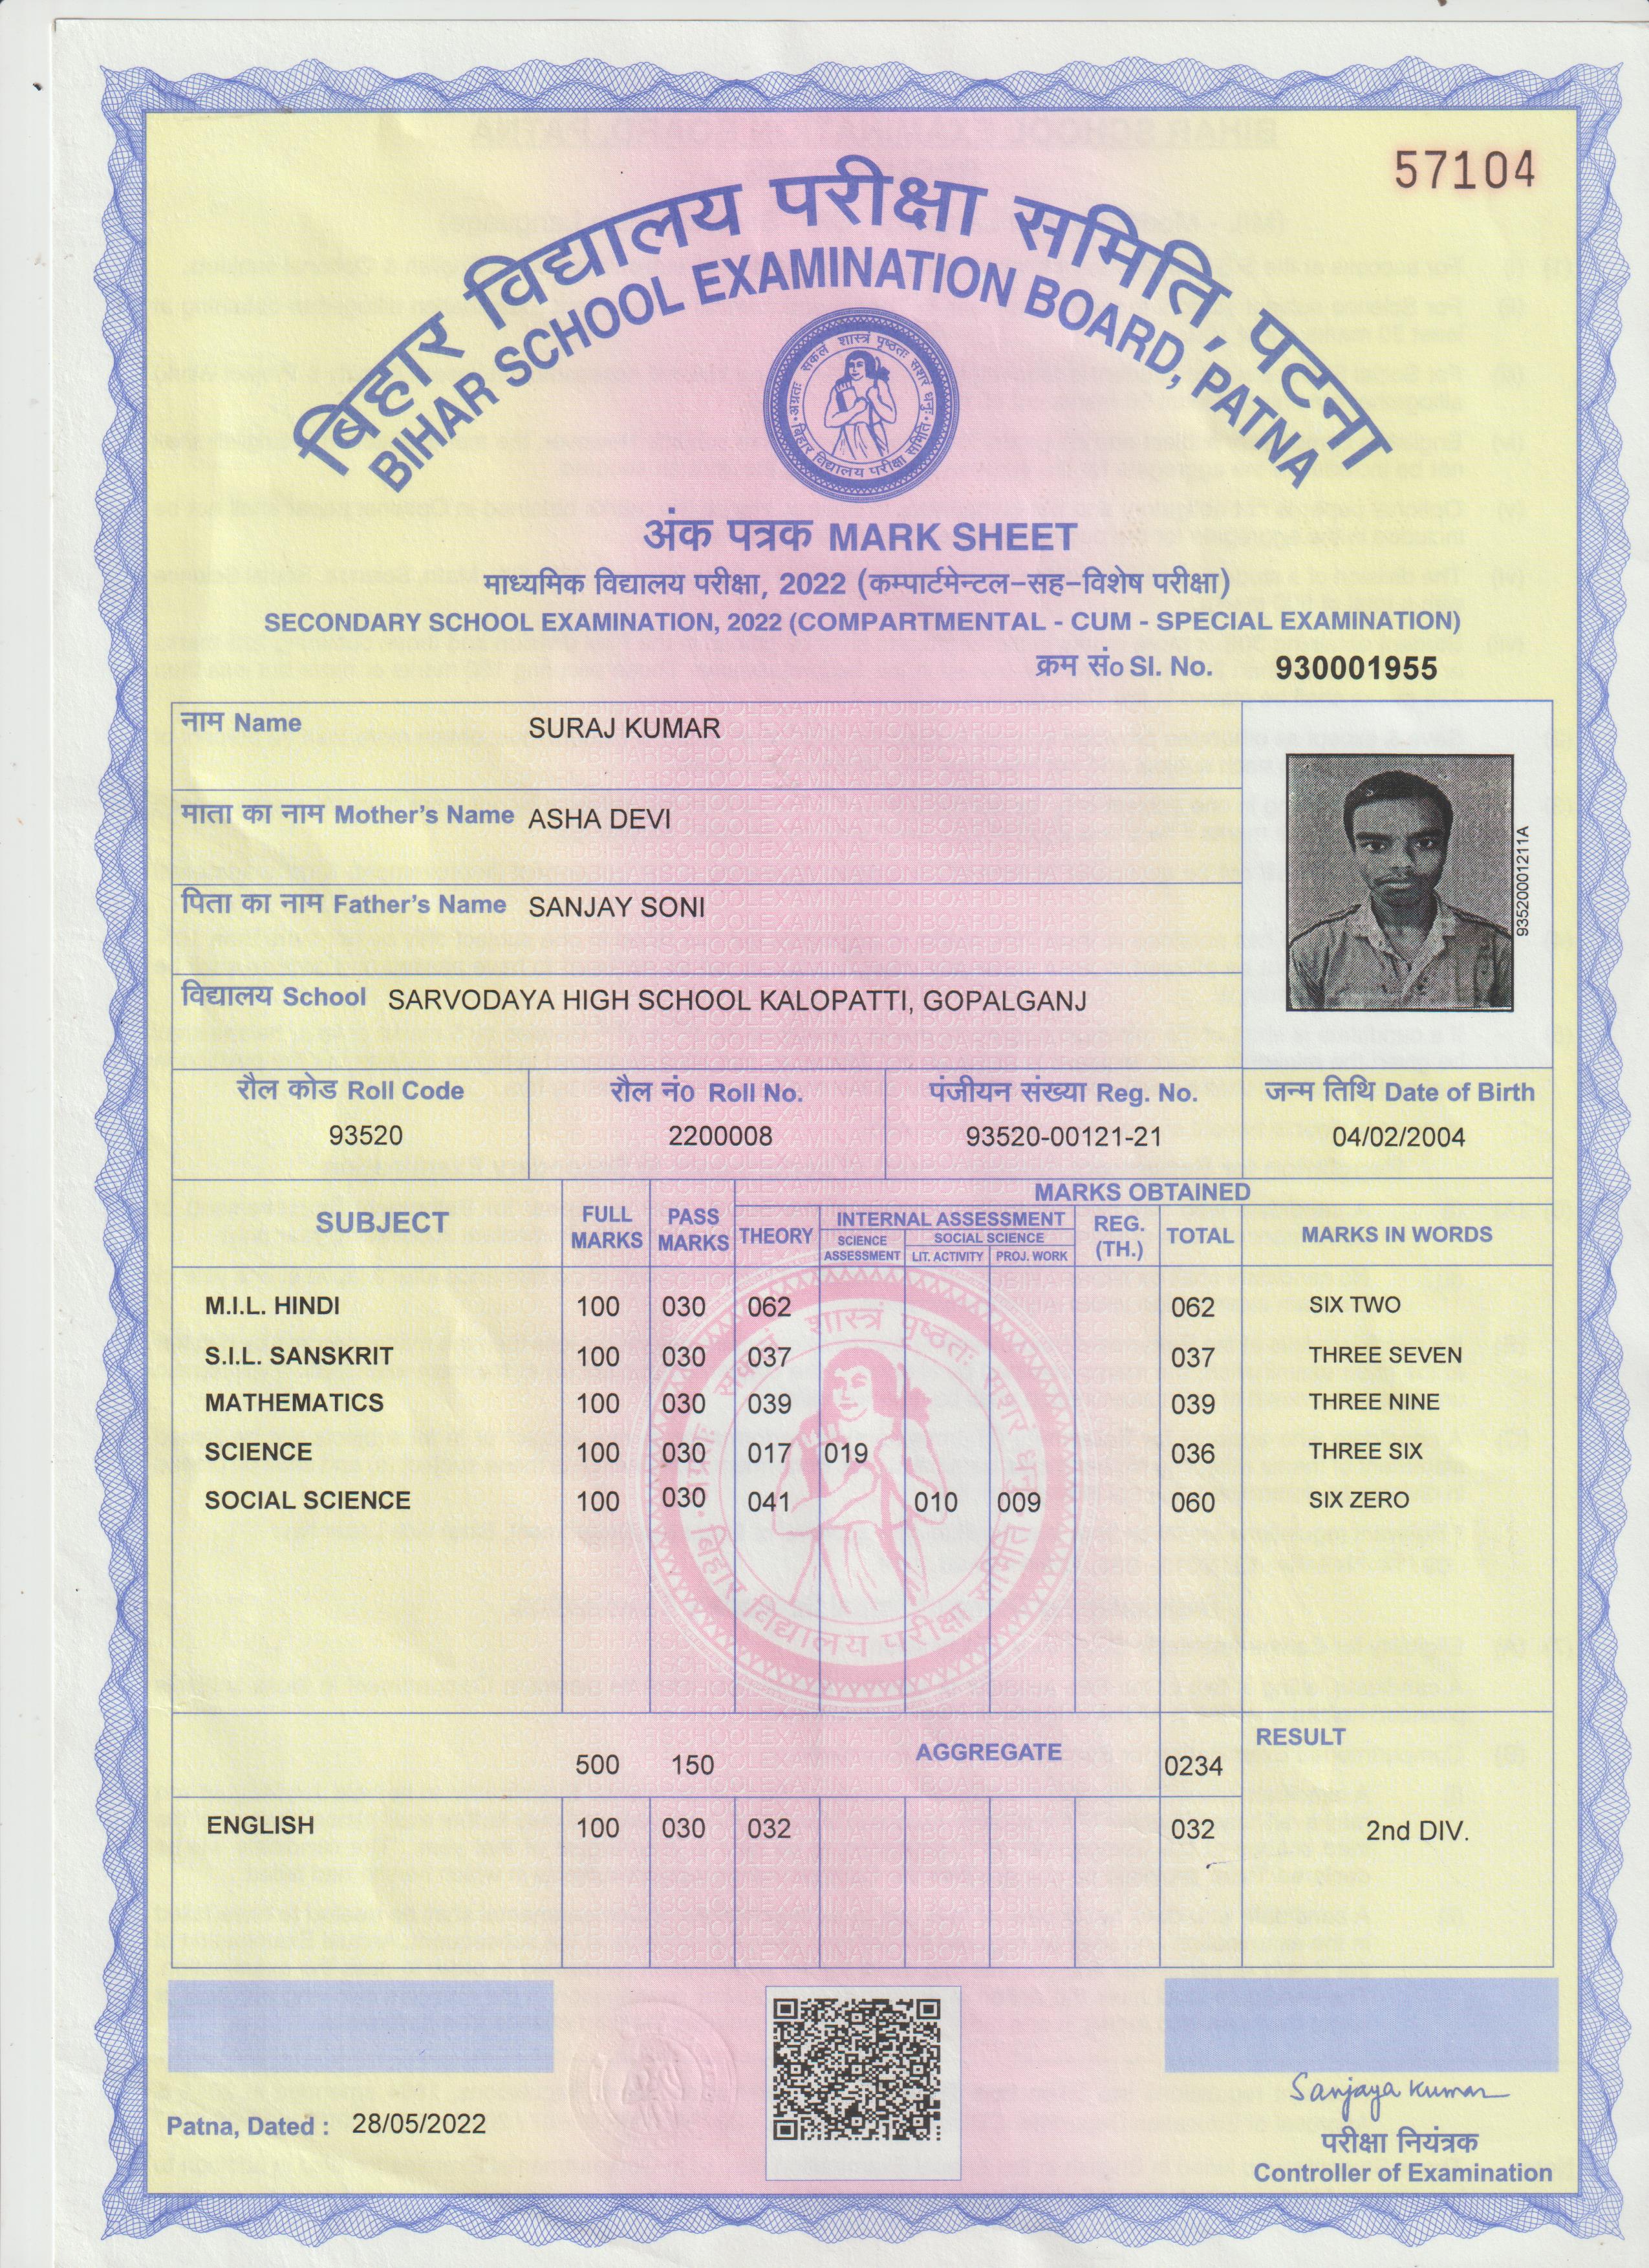 57104
बिहार विद्यालय परीक्षा समिति, पटना
BIHAR SCHOOL EXAMINATION BOARD, PATNA
अंक पत्रक MARK SHEET
माध्यमिक विद्यालय परीक्षा, 2022 (कम्पार्टमेन्टल-सह-विशेष परीक्षा)
SECONDARY SCHOOL EXAMINATION, 2022 (COMPARTMENTAL - CUM - SPECIAL EXAMINATION)
क्रम सं० Sl. No. 930001955
नाम Name SURAJ KUMAR
माता का नाम Mother's Name ASHA DEVI
पिता का नाम Father's Name SANJAY SONI
विद्यालय School SARVODAYA HIGH SCHOOL KALOPATTI, GOPALGANJ
935200001211A
रौल कोड Roll Code रौल नं० Roll No. पंजीयन संख्या Reg. No. जन्म तिथि Date of Birth
93520 2200008 93520-00121-21 04/02/2004
MARKS OBTAINED
SUBJECT FULL MARKS PASS MARKS THEORY INTERNAL ASSESSMENT REG. (TH.) TOTAL MARKS IN WORDS
SCIENCE ASSESSMENT SOCIAL SCIENCE
LIT. ACTIVITY PROJ. WORK
M.I.L. HINDI 100 030 062 062 SIX TWO
S.I.L. SANSKRIT 100 030 037 037 THREE SEVEN
MATHEMATICS 100 030 039 039 THREE NINE
SCIENCE 100 030 017 019 036 THREE SIX
SOCIAL SCIENCE 100 030 041 010 009 060 SIX ZERO
500 150 AGGREGATE 0234 RESULT
ENGLISH 100 030 032 032 2nd DIV.
Patna, Dated : 28/05/2022
Sanjaya Kumar
परीक्षा नियंत्रक
Controller of Examination